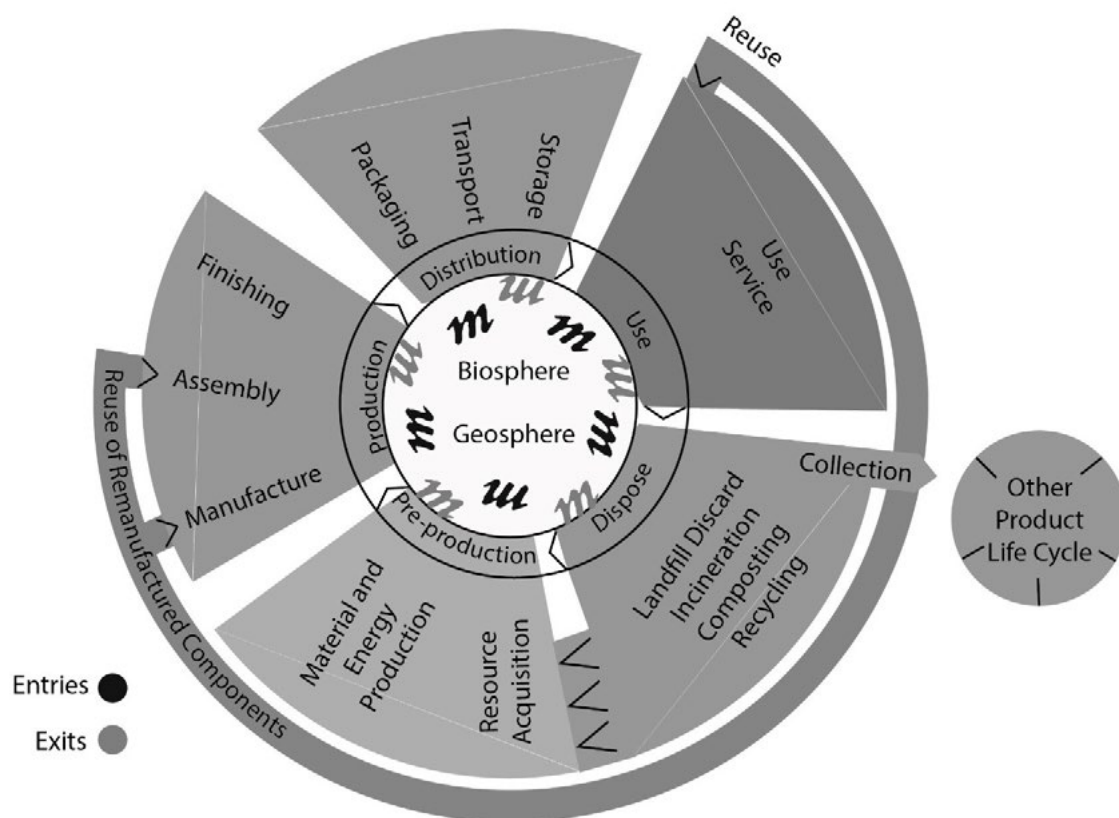 Reuse
Packaging
Transport
Storage
Distribution
Use
Service
Use
Finishing
Assembly
Manufacture
Production
Biosphere
Geosphere
Pre-production
Dispose
Collection
Landfill Discard
Incineration
Composting
Recycling
Other
Product
Life Cycle
Material and
Energy
Production
Resource
Acquisition
Reuse of Remanufactured Components
Entries
Exits